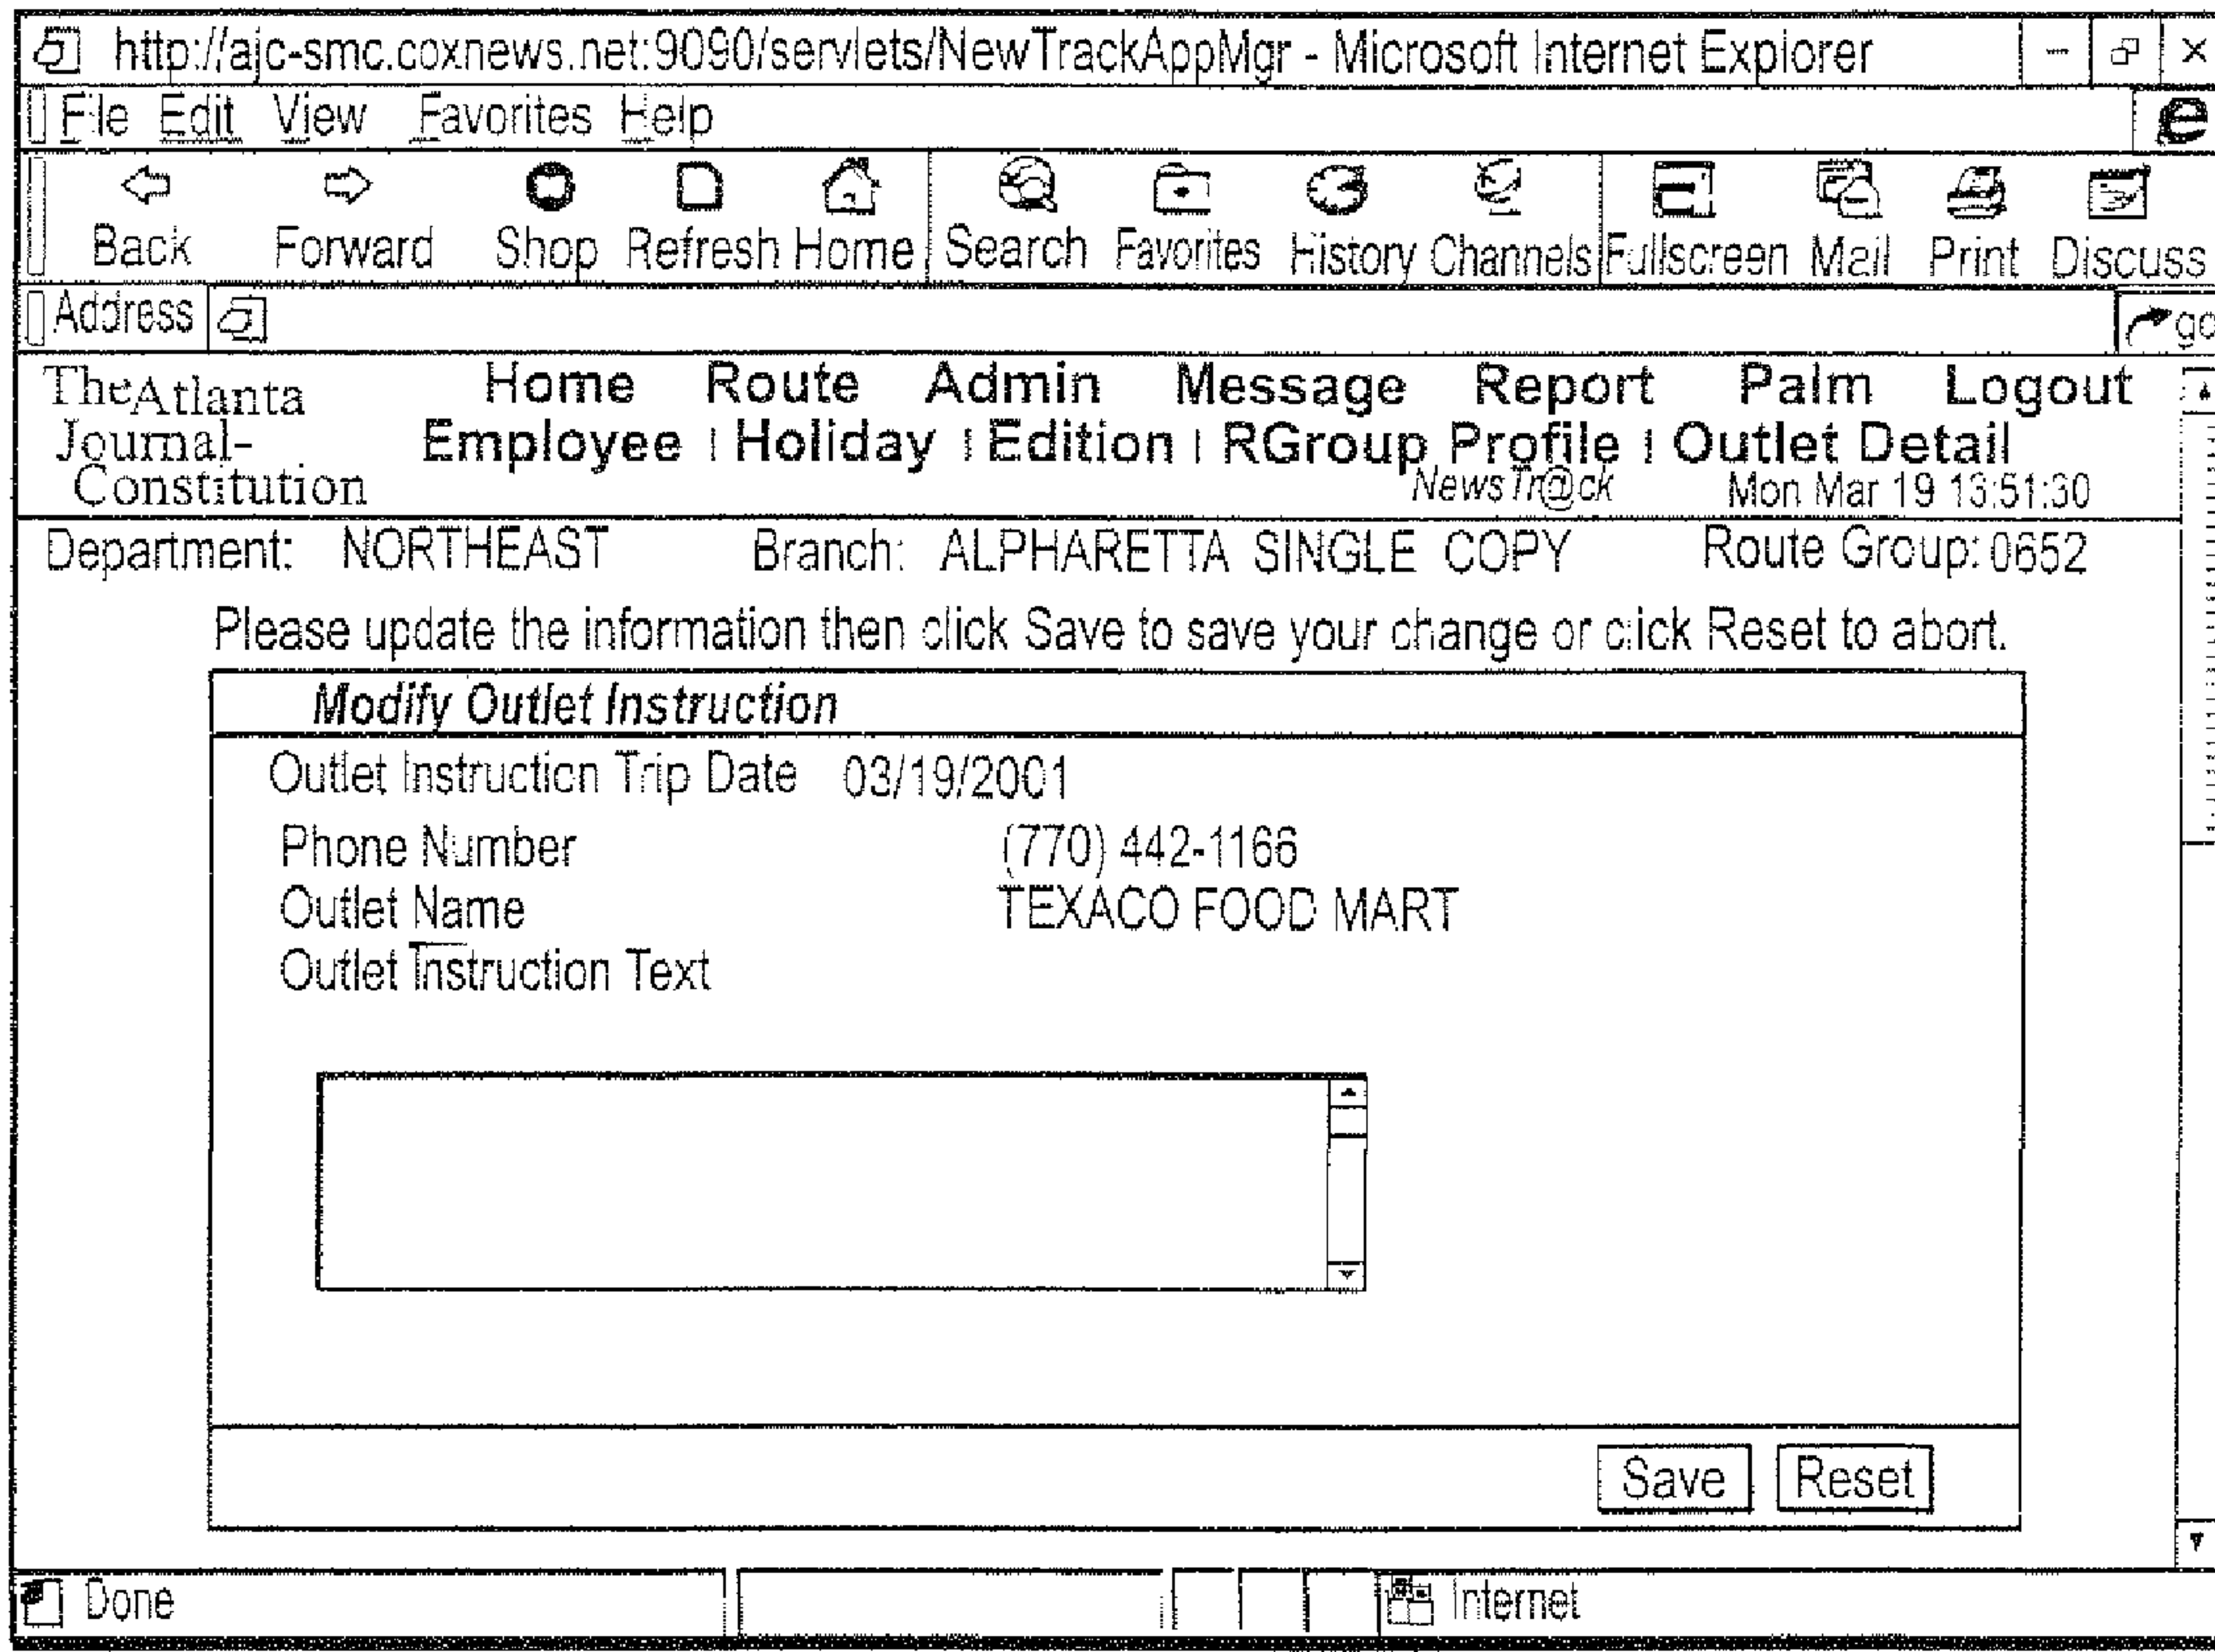 http://ajc-smc.coxnews.net:9090/servlets/NewTrackAppMgr - Microsoft Internet Explorer
File Edit View Favorites Help
Back Forward Shop Refresh Home Search Favorites History Channels Fullscreen Mail Print Discuss
Address go
The Atlanta Journal-Constitution
Home Route Admin Message Report Palm Logout
Employee | Holiday | Edition | RGroup Profile | Outlet Detail
NewsTr@ck Mon Mar 19 13:51:30
Department: NORTHEAST Branch: ALPHARETTA SINGLE COPY Route Group: 0652
Please update the information then click Save to save your change or click Reset to abort.
Modify Outlet Instruction
Outlet Instruction Trip Date 03/19/2001
Phone Number (770) 442-1166
Outlet Name TEXACO FOOD MART
Outlet Instruction Text
Save Reset
Done Internet